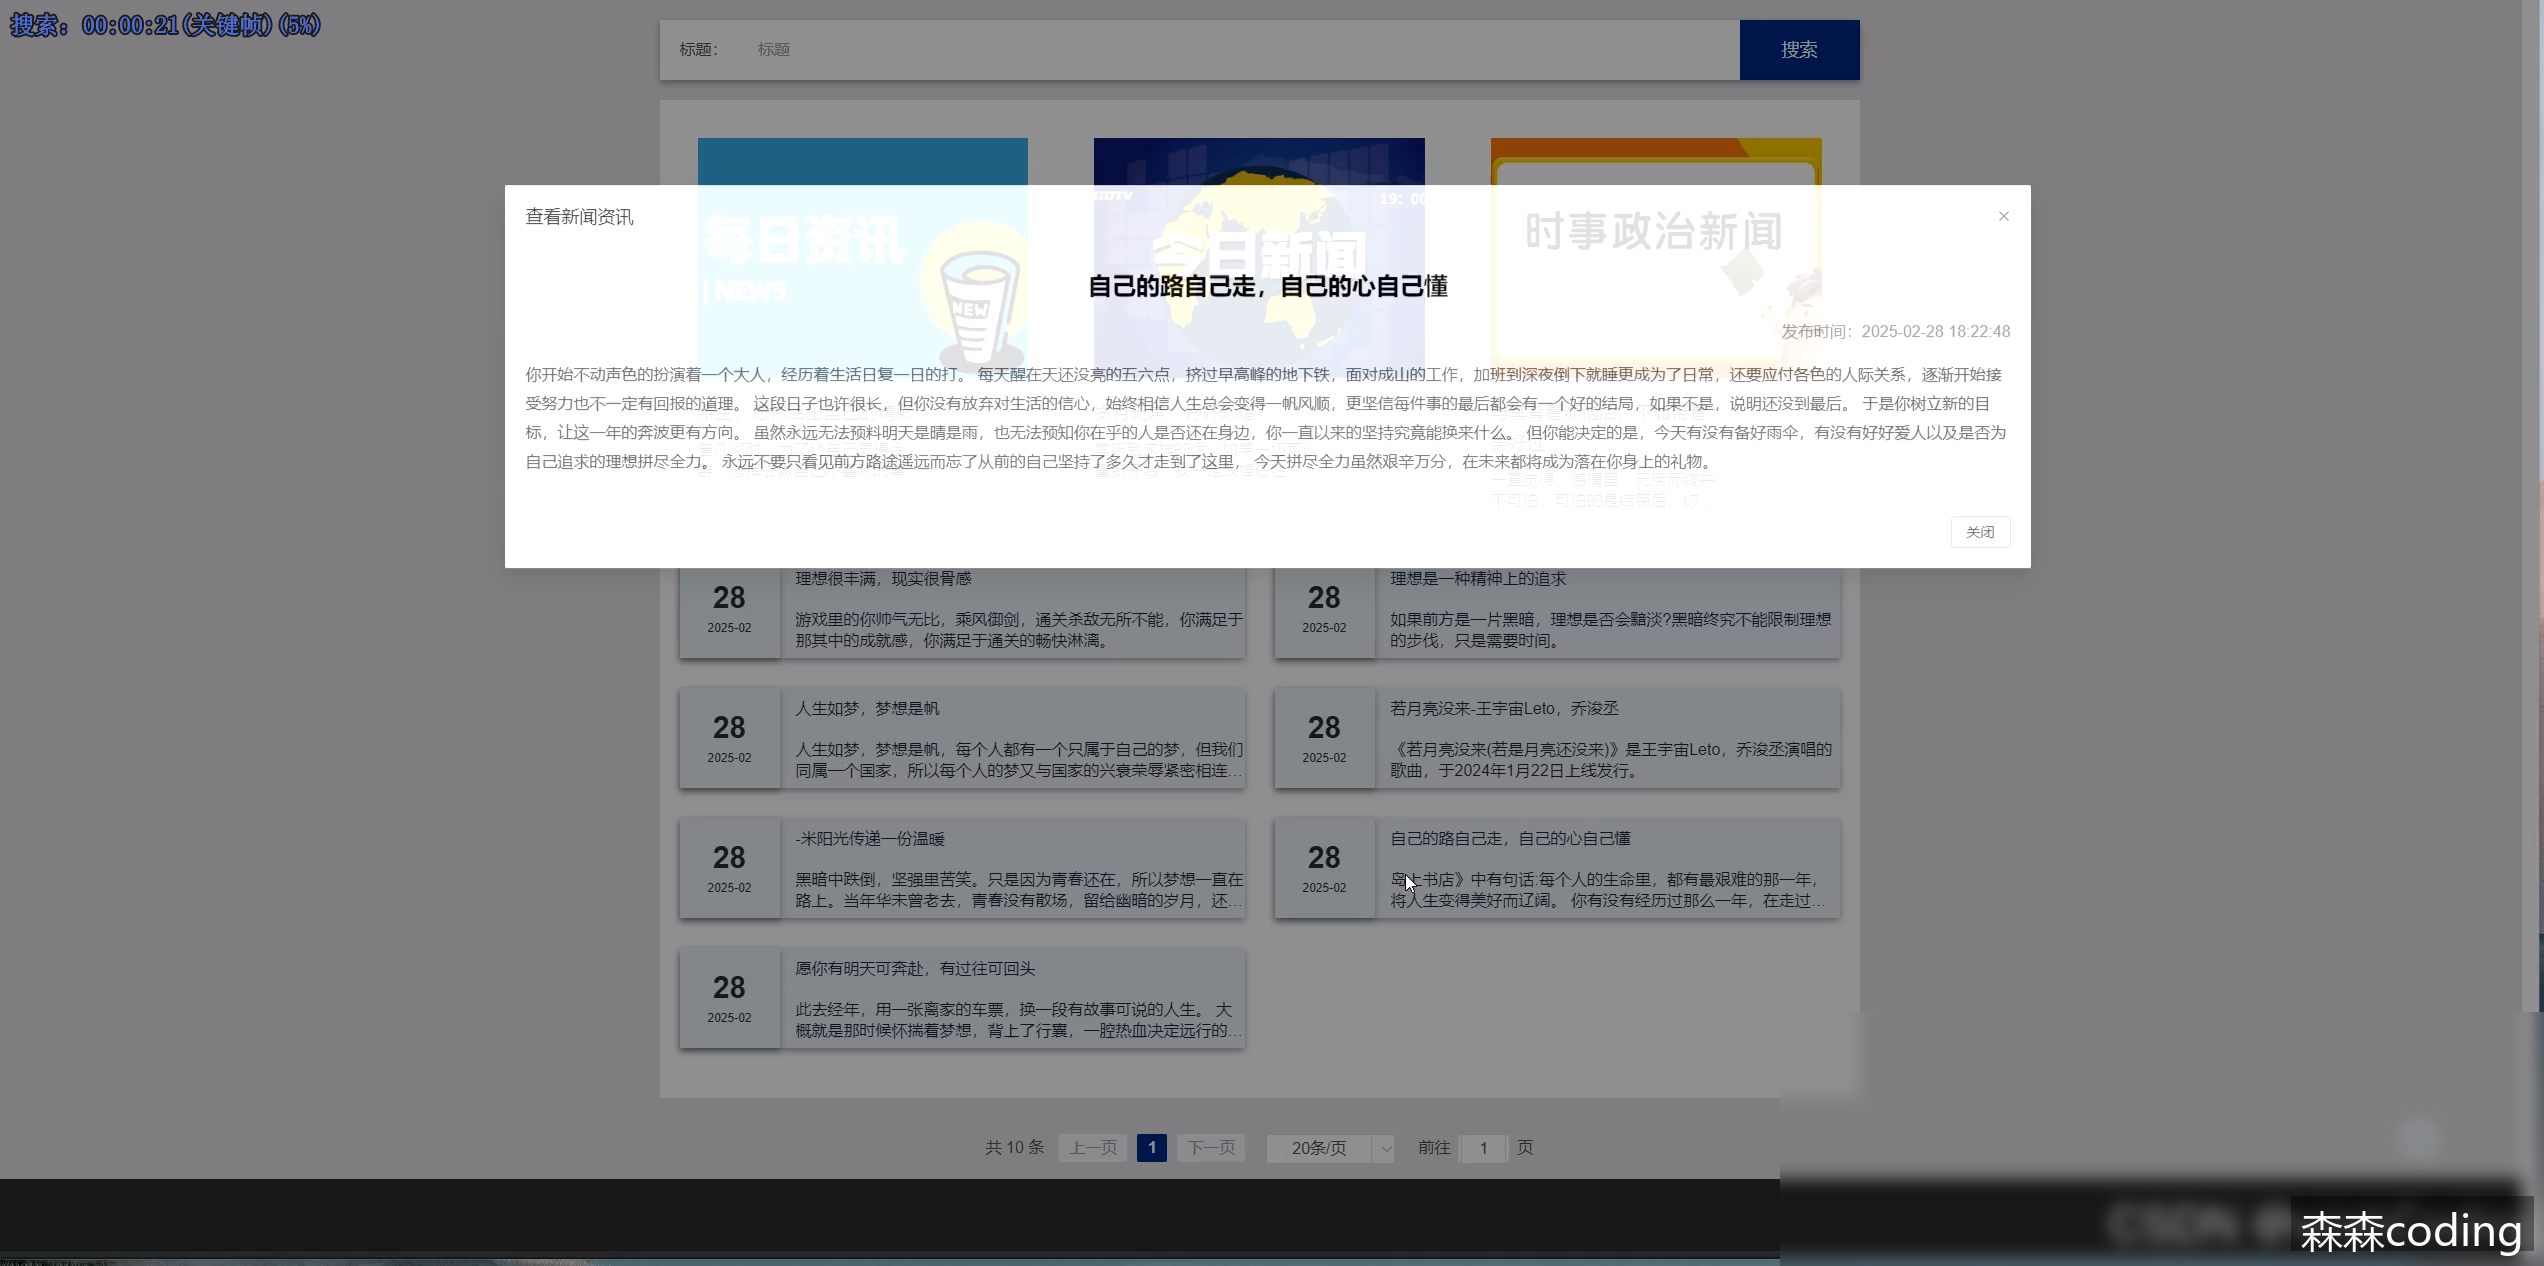 搜索：00:00:21(关键帧)(5%)
标题：
标题
搜索
查看新闻资讯
19：00
每日资讯
NEWS
NEW
今日新闻
时事政治新闻
自己的路自己走，自己的心自己懂
发布时间：2025-02-28 18:22:48
你开始不动声色的扮演着一个大人，经历着生活日复一日的打。 每天醒在天还没亮的五六点，挤过早高峰的地下铁，面对成山的工作，加班到深夜倒下就睡更成为了日常，还要应付各色的人际关系，逐渐开始接
受努力也不一定有回报的道理。 这段日子也许很长，但你没有放弃对生活的信心，始终相信人生总会变得一帆风顺，更坚信每件事的最后都会有一个好的结局，如果不是，说明还没到最后。 于是你树立新的目
标，让这一年的奔波更有方向。 虽然永远无法预料明天是晴是雨，也无法预知你在乎的人是否还在身边，你一直以来的坚持究竟能换来什么。 但你能决定的是，今天有没有备好雨伞，有没有好好爱人以及是否为
自己追求的理想拼尽全力。 永远不要只看见前方路途遥远而忘了从前的自己坚持了多久才走到了这里， 今天拼尽全力虽然艰辛万分，在未来都将成为落在你身上的礼物。
一直觉得，感情里，无疾而终并
不可怕，可怕的是结束后，你
关闭
28
2025-02
理想很丰满，现实很骨感
游戏里的你帅气无比，乘风御剑，通关杀敌无所不能，你满足于
那其中的成就感，你满足于通关的畅快淋漓。
28
2025-02
理想是一种精神上的追求
如果前方是一片黑暗，理想是否会黯淡?黑暗终究不能限制理想
的步伐，只是需要时间。
28
2025-02
人生如梦，梦想是帆
人生如梦，梦想是帆，每个人都有一个只属于自己的梦，但我们
同属一个国家，所以每个人的梦又与国家的兴衰荣辱紧密相连...
28
2025-02
若月亮没来-王宇宙Leto，乔浚丞
《若月亮没来(若是月亮还没来)》是王宇宙Leto，乔浚丞演唱的
歌曲，于2024年1月22日上线发行。
28
2025-02
-米阳光传递一份温暖
黑暗中跌倒，坚强里苦笑。只是因为青春还在，所以梦想一直在
路上。当年华未曾老去，青春没有散场，留给幽暗的岁月，还...
28
2025-02
自己的路自己走，自己的心自己懂
岛上书店》中有句话:每个人的生命里，都有最艰难的那一年，
将人生变得美好而辽阔。 你有没有经历过那么一年，在走过...
28
2025-02
愿你有明天可奔赴，有过往可回头
此去经年，用一张离家的车票，换一段有故事可说的人生。 大
概就是那时候怀揣着梦想，背上了行囊，一腔热血决定远行的...
共 10 条 上一页 1 下一页 20条/页 前往 1 页
CSDN
森森coding